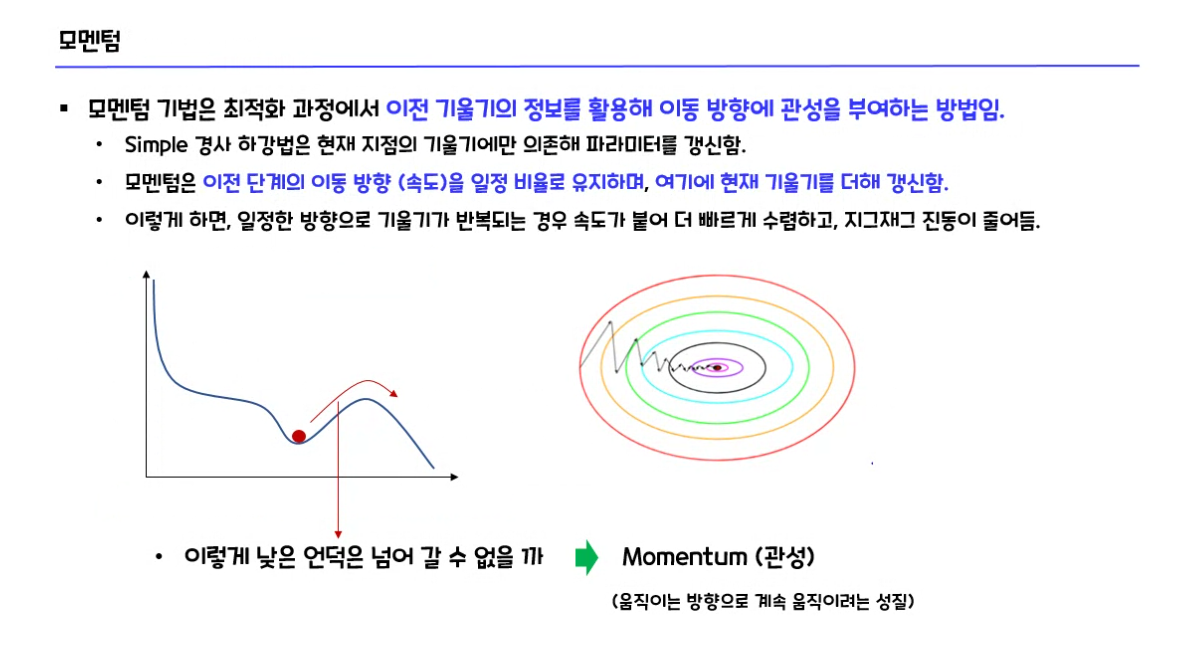 모멘텀
▪ 모멘텀 기법은 최적화 과정에서 이전 기울기의 정보를 활용해 이동 방향에 관성을 부여하는 방법임.
• Simple 경사 하강법은 현재 지점의 기울기에만 의존해 파라미터를 갱신함.
• 모멘텀은 이전 단계의 이동 방향 (속도)을 일정 비율로 유지하며, 여기에 현재 기울기를 더해 갱신함.
• 이렇게 하면, 일정한 방향으로 기울기가 반복되는 경우 속도가 붙어 더 빠르게 수렴하고, 지그재그 진동이 줄어듬.
• 이렇게 낮은 언덕은 넘어 갈 수 없을 까
Momentum (관성)
(움직이는 방향으로 계속 움직이려는 성질)